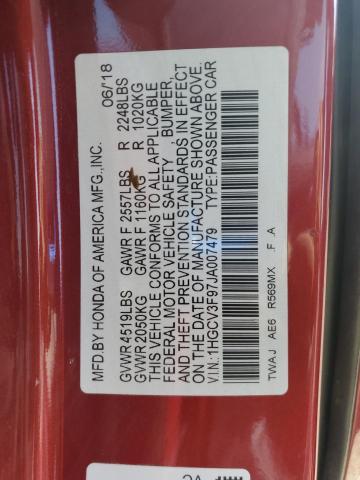 MFD.BY HONDA OF AMERICA MFG.,INC. 06/18
GVWR 4519LBS GAWR F 2557LBS R 2248LBS
GVWR 2050KG GAWR F 1160KG R 1020KG
THIS VEHICLE CONFORMS TO ALL APPLICABLE
FEDERAL MOTOR VEHICLE SAFETY BUMPER,
AND THEFT PREVENTION STANDARDS IN EFFECT
ON THE DATE OF MANUFACTURE SHOWN ABOVE.
V.I.N.: 1HGCV3F97JA007479 TYPE:PASSENGER CAR
TWAJ AE6 R569MX F A